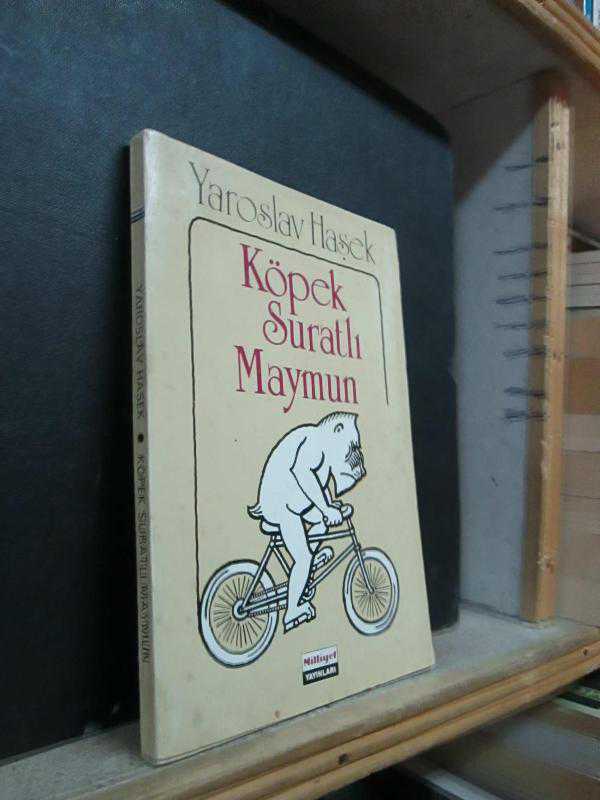 Yaroslav Haşek
Köpek
Suratlı
Maymun
Milliyet
YAYINLARI
YAROSLAV HAŞEK • KÖPEK SURATLI MAYMUN